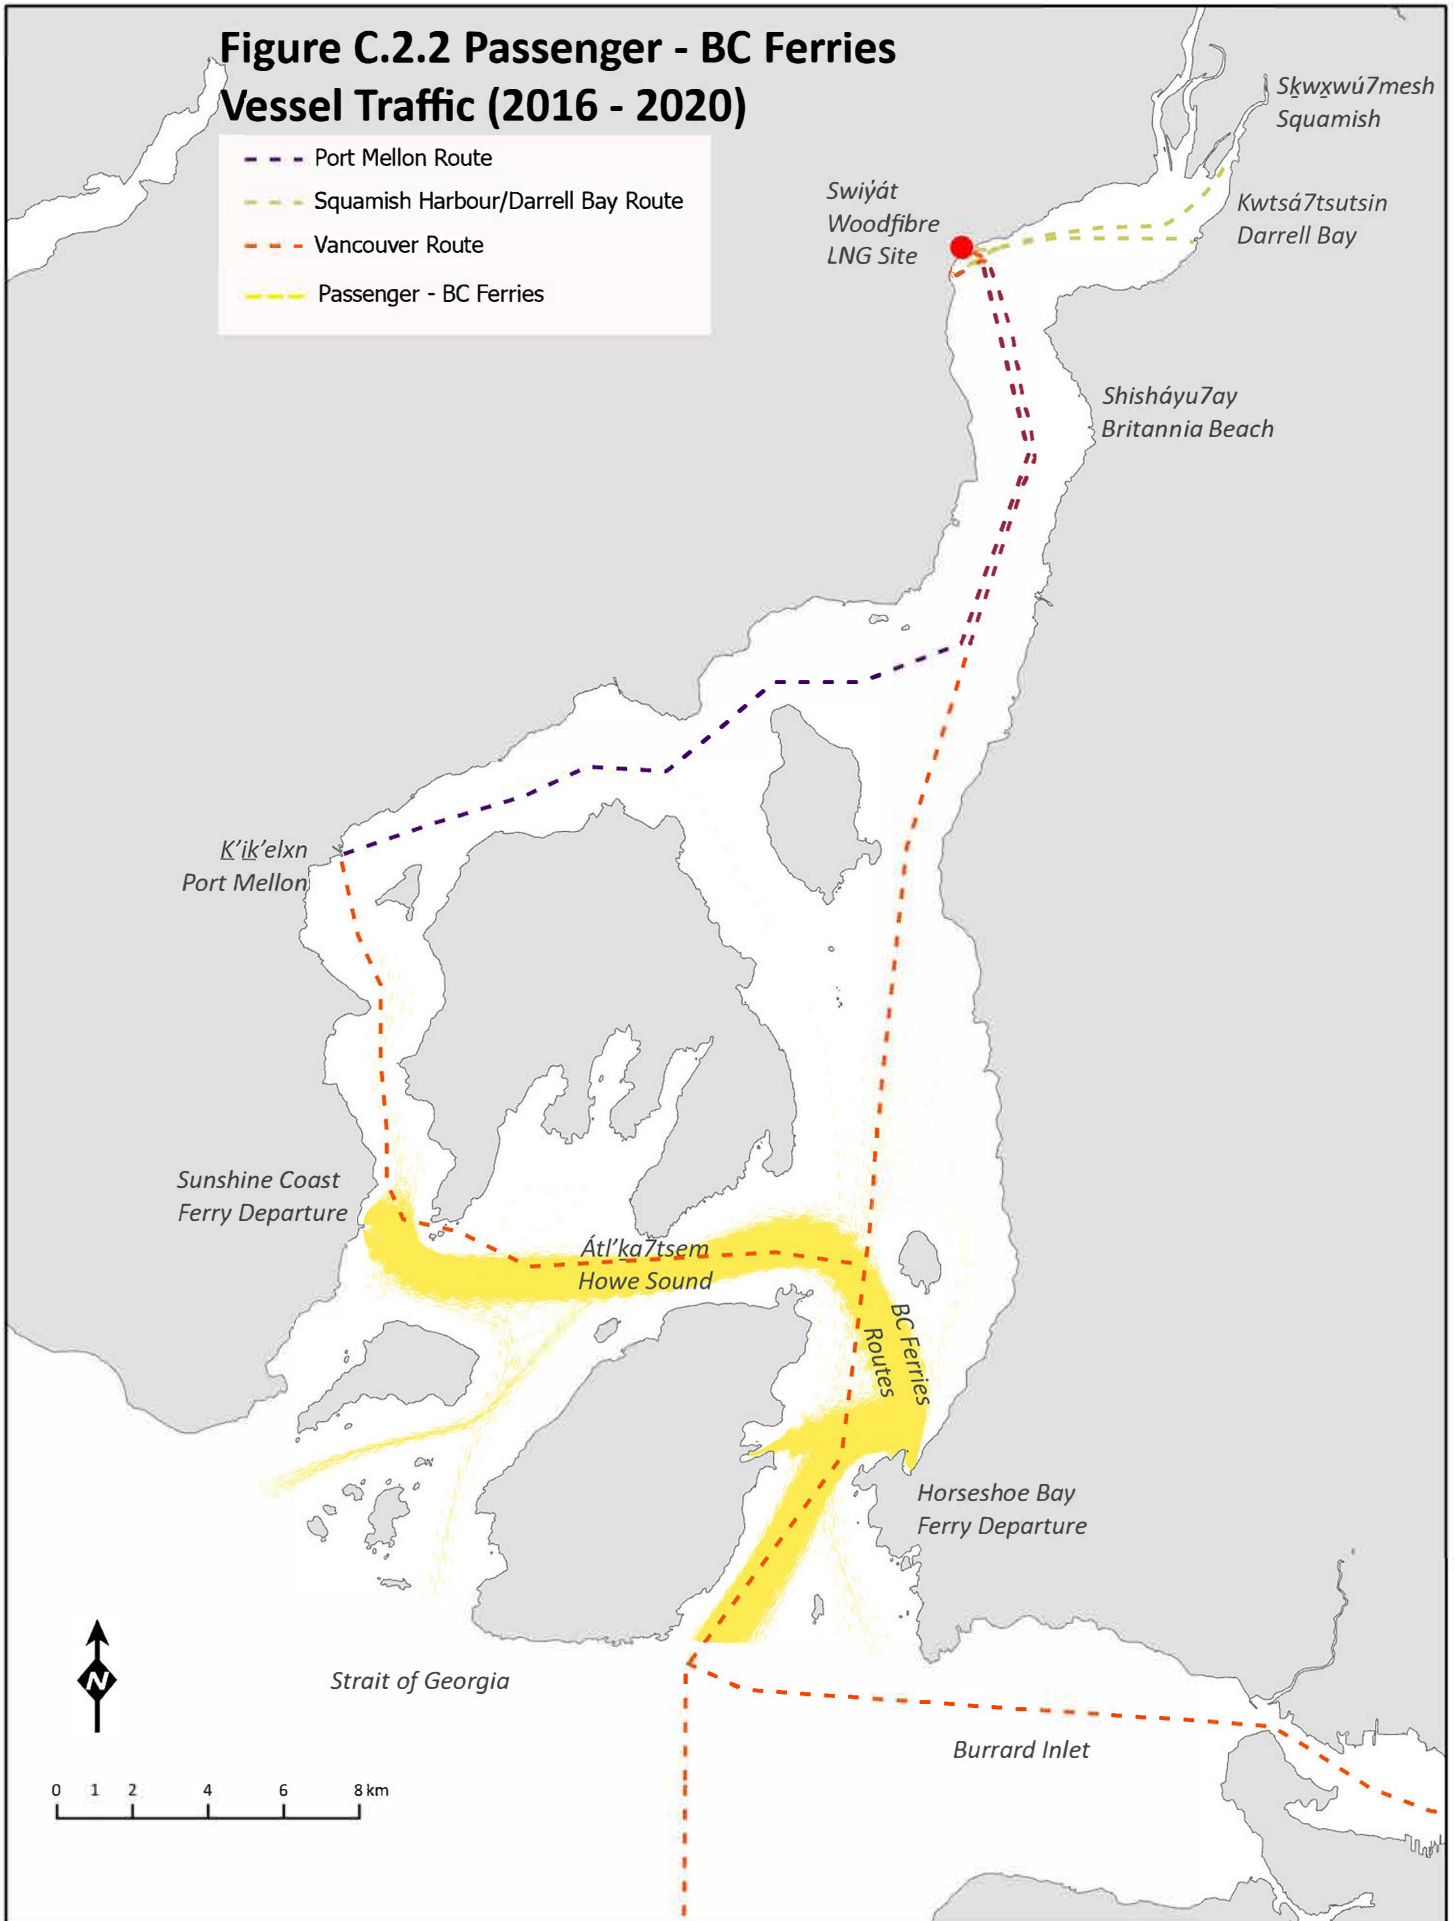 Figure C.2.2 Passenger - BC Ferries
Vessel Traffic (2016 - 2020)
Port Mellon Route
Squamish Harbour/Darrell Bay Route
Vancouver Route
Passenger - BC Ferries
Sḵwx̱wú7mesh
Squamish
Swiy̓át
Woodfibre
LNG Site
Kwtsá7tsutsin
Darrell Bay
Shisháyu7ay
Britannia Beach
Ḵ’iḵ’elxn
Port Mellon
Sunshine Coast
Ferry Departure
Átl’ḵa7tsem
Howe Sound
BC Ferries
Routes
Horseshoe Bay
Ferry Departure
Strait of Georgia
N
Burrard Inlet
0 1 2 4 6 8 km